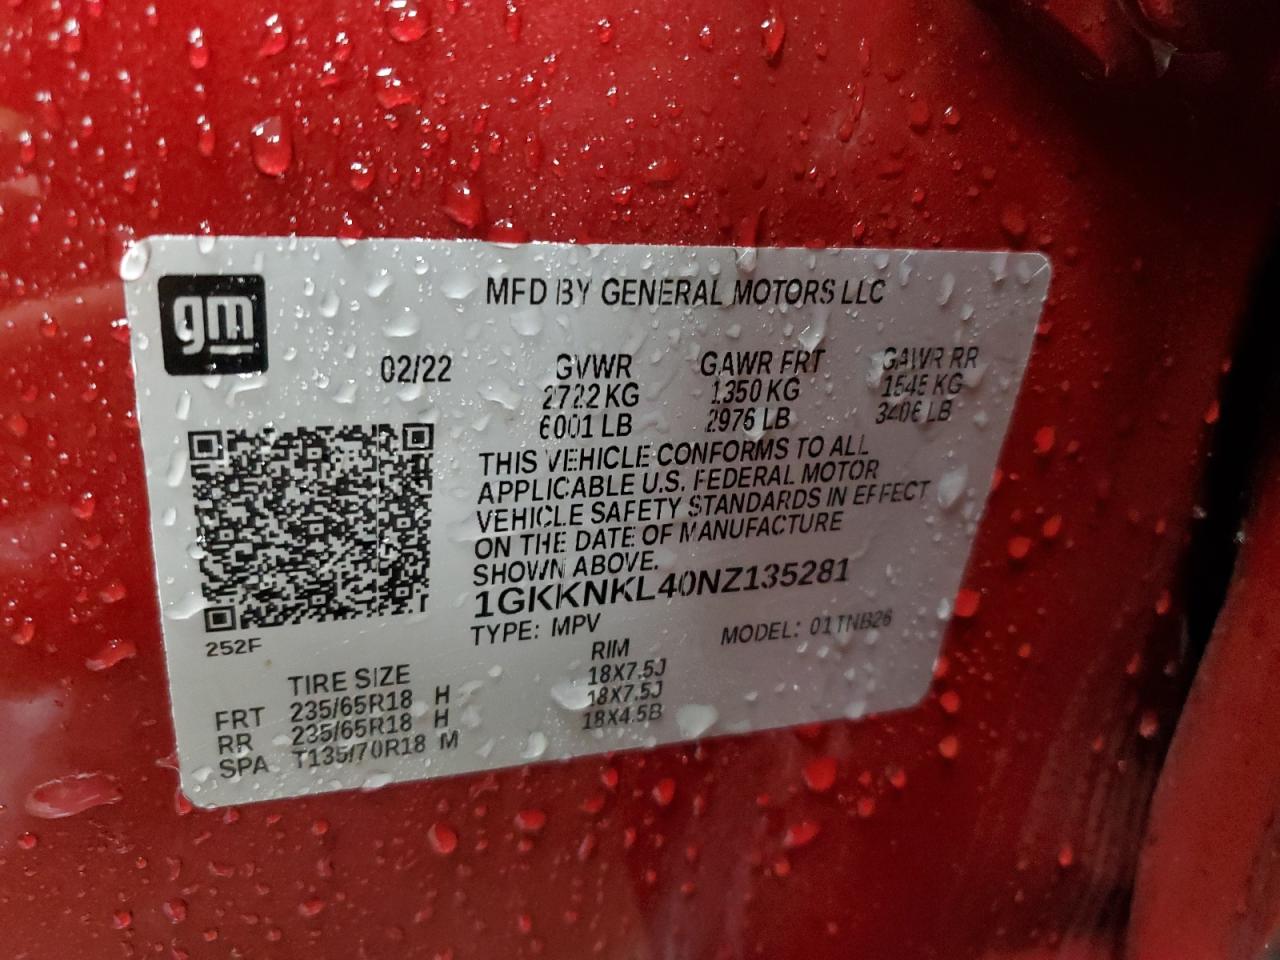 gm
MFD BY GENERAL MOTORS LLC
02/22 GVWR GAWR FRT GAWR RR
2722 KG 1350 KG 1545 KG
6001 LB 2976 LB 3406 LB
THIS VEHICLE CONFORMS TO ALL
APPLICABLE U.S. FEDERAL MOTOR
VEHICLE SAFETY STANDARDS IN EFFECT
ON THE DATE OF MANUFACTURE
SHOWN ABOVE.
1GKKNKL40NZ135281
TYPE: MPV MODEL: 01TNB26
252F
TIRE SIZE RIM
FRT 235/65R18 H 18X7.5J
RR 235/65R18 H 18X7.5J
SPA T135/70R18 M 18X4.5B